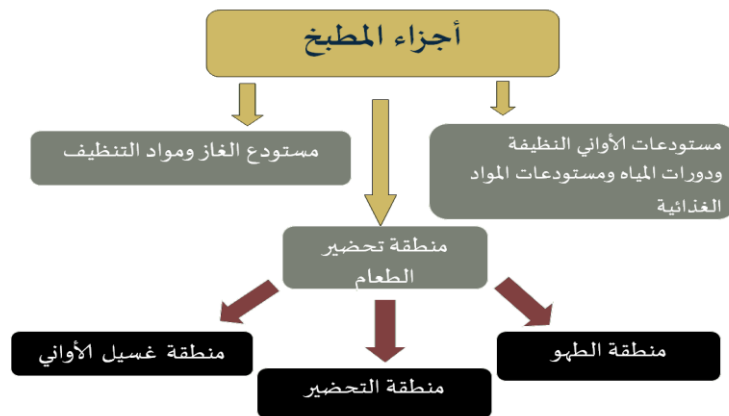 أجزاء المطبخ
مستودعات الأواني النظيفة
ودورات المياه ومستودعات المواد
الغذائية
مستودع الغاز ومواد التنظيف
منطقة تحضير
الطعام
منطقة الطهو
منطقة التحضير
منطقة غسيل الأواني